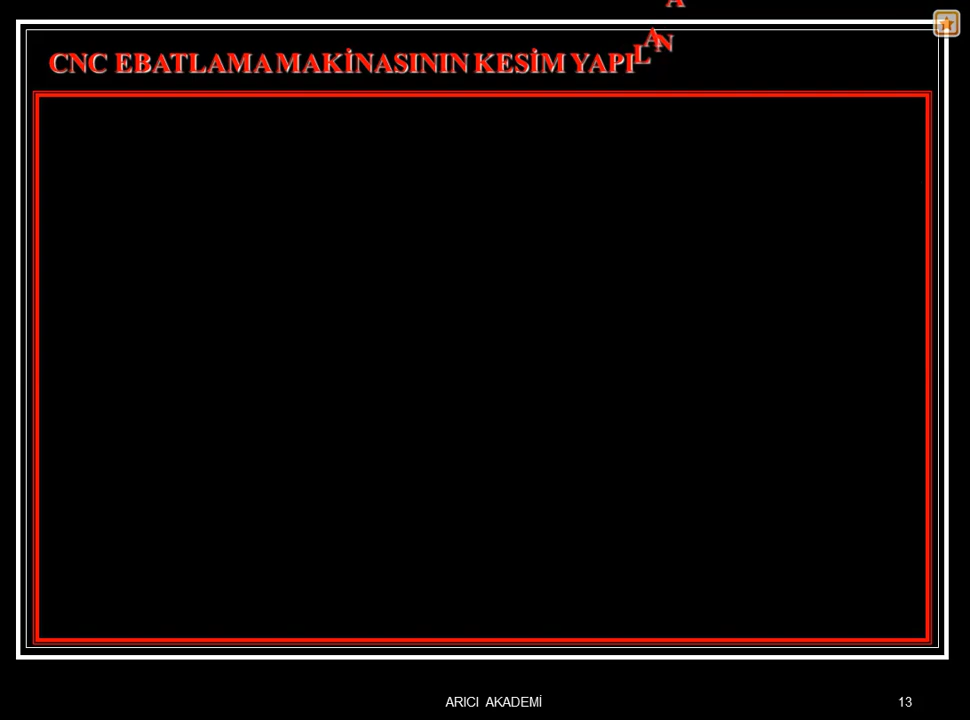 CNC EBATLAMA MAKİNASININ KESİM YAPILAN A
ARICI AKADEMİ
13